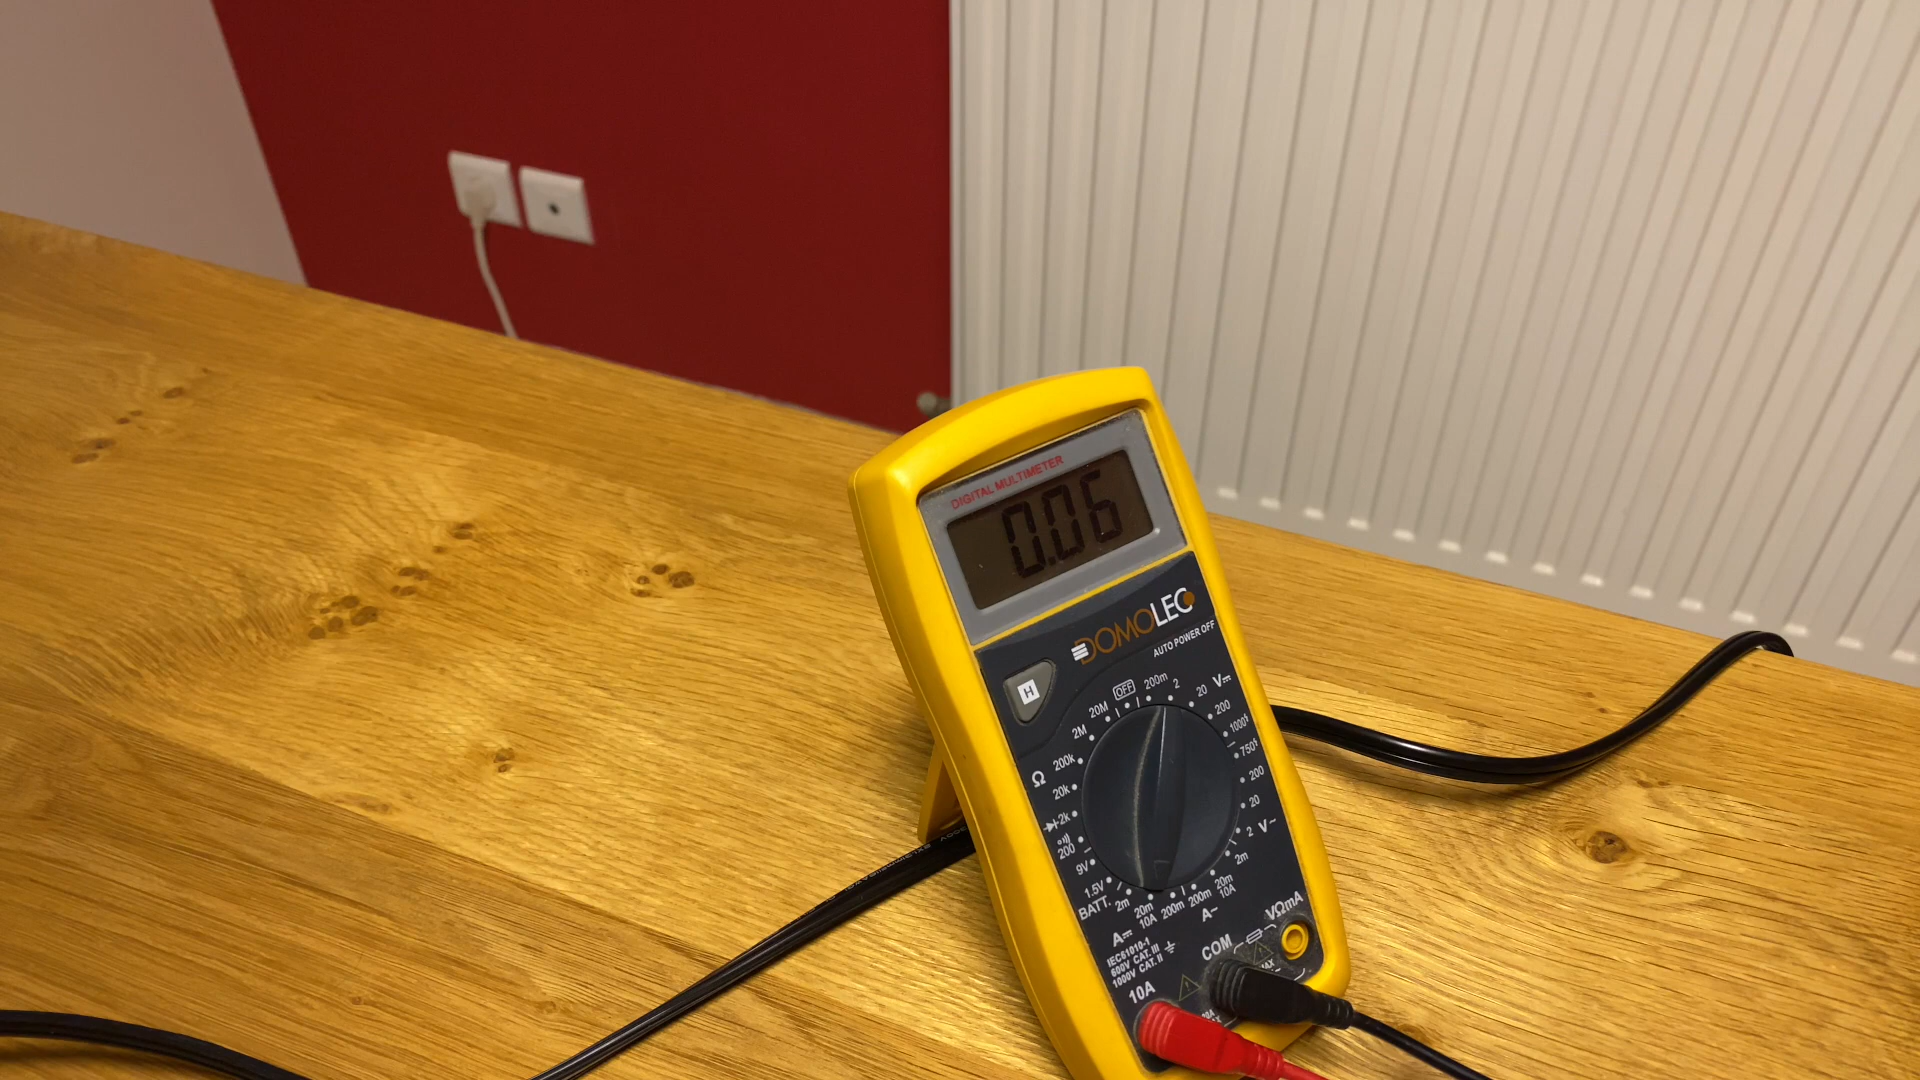 DIGITAL MULTIMETER
0.06
DOMOLEC
AUTO POWER OFF
H
OFF
200m
2
20
V⎓
200
1000
750
200
20
V~
2
2m
20m
10A
200m
A~
200m
20m
10A
2m
A⎓
BATT.
1.5V
9V
200
2k
20k
200k
Ω
2M
20M
IEC61010-1
600V CAT. III
1000V CAT. II
10A
COM
VΩmA
MAX